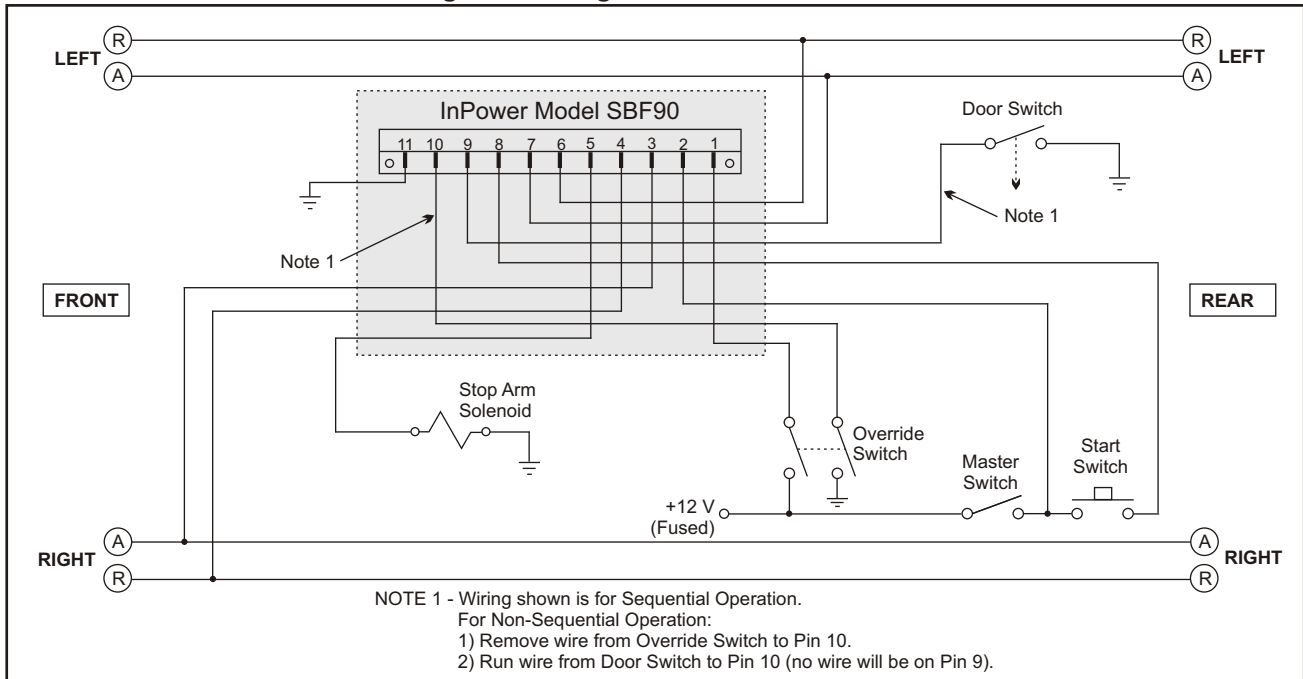 R
LEFT
A
R
LEFT
A
InPower Model SBF90
11 10 9 8 7 6 5 4 3 2 1
Door Switch
Note 1
Note 1
FRONT
REAR
Stop Arm
Solenoid
Override
Switch
Master
Switch
Start
Switch
+12 V
(Fused)
A
RIGHT
R
A
RIGHT
R
NOTE 1 - Wiring shown is for Sequential Operation.
For Non-Sequential Operation:
1) Remove wire from Override Switch to Pin 10.
2) Run wire from Door Switch to Pin 10 (no wire will be on Pin 9).